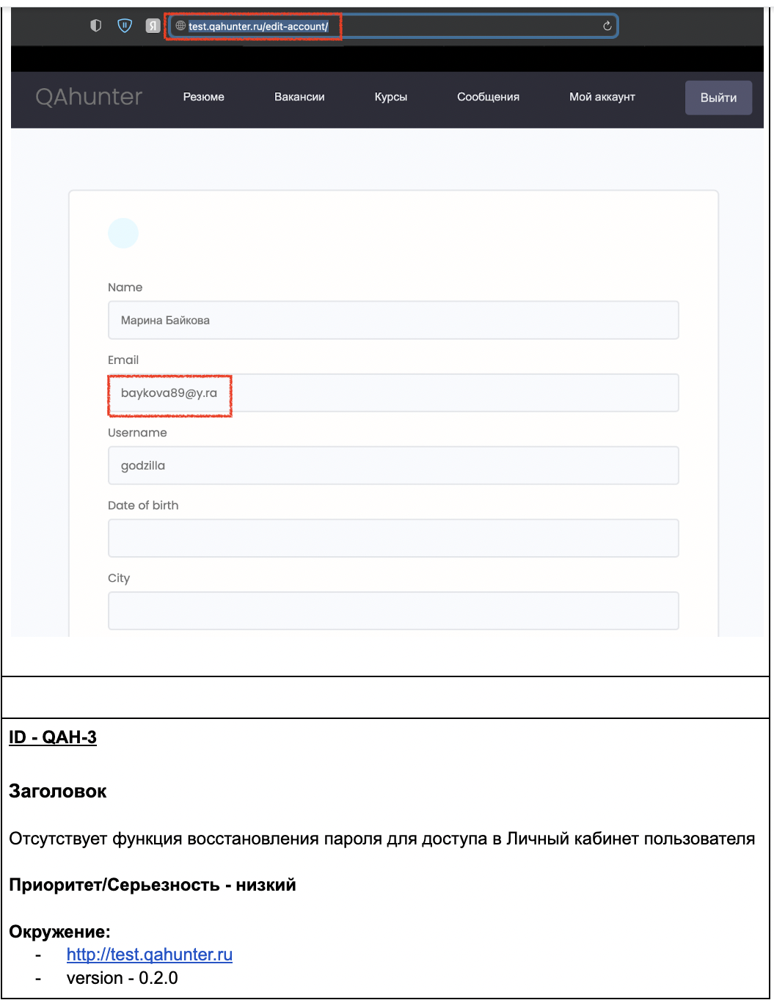 Я test.qahunter.ru/edit-account/
QAhunter Резюме Вакансии Курсы Сообщения Мой аккаунт Выйти
Name
Марина Байкова
Email
baykova89@y.ra
Username
godzilla
Date of birth
City
ID - QAH-3
Заголовок
Отсутствует функция восстановления пароля для доступа в Личный кабинет пользователя
Приоритет/Серьезность - низкий
Окружение:
- http://test.qahunter.ru
- version - 0.2.0